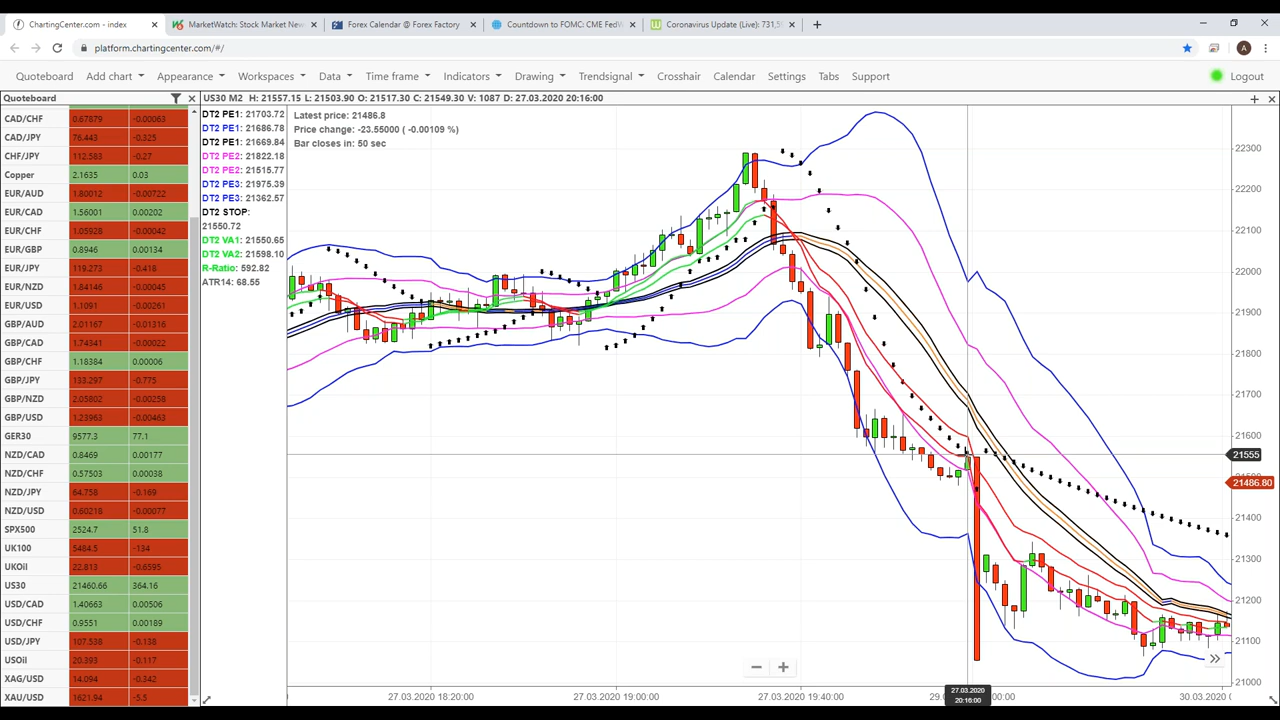 ChartingCenter.com - index
MarketWatch: Stock Market New
Forex Calendar @ Forex Factory
Countdown to FOMC: CME FedW
Coronavirus Update (Live): 731,5
platform.chartingcenter.com/#/
A
Quoteboard Add chart Appearance Workspaces Data Time frame Indicators Drawing Trendsignal Crosshair Calendar Settings Tabs Support Logout
Quoteboard
US30 M2 H: 21557.15 L: 21503.90 O: 21517.30 C: 21549.30 V: 1087 D: 27.03.2020 20:16:00
CAD/CHF 0.67879 -0.00063
CAD/JPY 76.443 -0.325
CHF/JPY 112.583 -0.27
Copper 2.1635 0.03
EUR/AUD 1.80012 -0.00722
EUR/CAD 1.56001 0.00202
EUR/CHF 1.05928 -0.00042
EUR/GBP 0.8946 0.00134
EUR/JPY 119.273 -0.418
EUR/NZD 1.84146 -0.00045
EUR/USD 1.1091 -0.00261
GBP/AUD 2.01167 -0.01316
GBP/CAD 1.74341 -0.00022
GBP/CHF 1.18384 0.00006
GBP/JPY 133.297 -0.775
GBP/NZD 2.05802 -0.00258
GBP/USD 1.23963 -0.00463
GER30 9577.3 77.1
NZD/CAD 0.8469 0.00177
NZD/CHF 0.57503 0.00038
NZD/JPY 64.758 -0.169
NZD/USD 0.60218 -0.00077
SPX500 2524.7 51.8
UK100 5484.5 -134
UKOil 22.813 -0.6595
US30 21460.66 364.16
USD/CAD 1.40663 0.00506
USD/CHF 0.9551 0.00189
USD/JPY 107.538 -0.138
USOil 20.393 -0.117
XAG/USD 14.094 -0.342
XAU/USD 1621.94 -5.5
DT2 PE1: 21703.72
DT2 PE1: 21686.78
DT2 PE1: 21669.84
DT2 PE2: 21822.18
DT2 PE2: 21515.77
DT2 PE3: 21975.39
DT2 PE3: 21362.57
DT2 STOP:
21550.72
DT2 VA1: 21550.65
DT2 VA2: 21598.10
R-Ratio: 592.82
ATR14: 68.55
Latest price: 21486.8
Price change: -23.55000 ( -0.00109 %)
Bar closes in: 50 sec
22300
22200
22100
22000
21900
21800
21700
21600
21555
21486.80
21400
21300
21200
21100
21000
27.03.2020 18:20:00
27.03.2020 19:00:00
27.03.2020 19:40:00
27.03.2020
20:16:00
30.03.2020